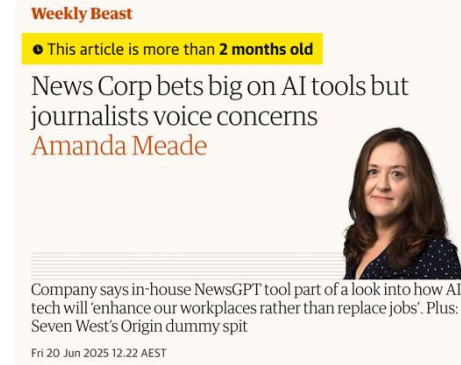 Weekly Beast
This article is more than 2 months old
News Corp bets big on AI tools but
journalists voice concerns
Amanda Meade
Company says in-house NewsGPT tool part of a look into how AI
tech will ‘enhance our workplaces rather than replace jobs’. Plus:
Seven West’s Origin dummy spit
Fri 20 Jun 2025 12.22 AEST